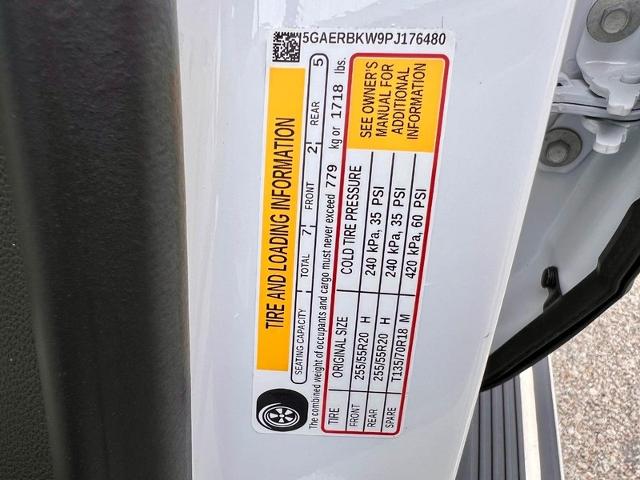 5GAERBKW9PJ176480
TIRE AND LOADING INFORMATION
SEATING CAPACITY TOTAL 7 FRONT 2 REAR 5
The combined weight of occupants and cargo must never exceed 779 kg or 1718 lbs.
TIRE ORIGINAL SIZE COLD TIRE PRESSURE
FRONT 255/55R20 H 240 kPa, 35 PSI
REAR 255/55R20 H 240 kPa, 35 PSI
SPARE T135/70R18 M 420 kPa, 60 PSI
SEE OWNER'S
MANUAL FOR
ADDITIONAL
INFORMATION